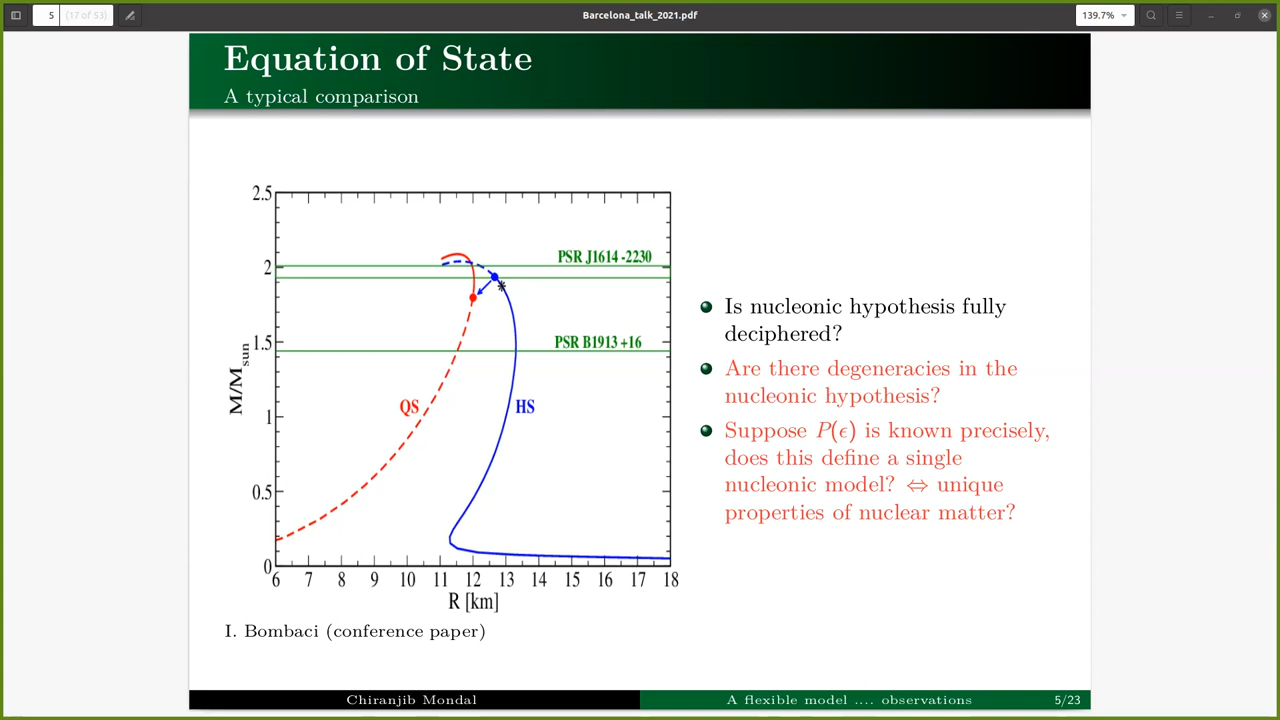 5
(17 of 53)
Barcelona_talk_2021.pdf
139.7%
Equation of State
A typical comparison
2.5
2
1.5
1
0.5
0
M/Msun
PSR J1614 -2230
PSR B1913 +16
QS
HS
6 7 8 9 10 11 12 13 14 15 16 17 18
R [km]
I. Bombaci (conference paper)
Is nucleonic hypothesis fully
deciphered?
Are there degeneracies in the
nucleonic hypothesis?
Suppose P(ϵ) is known precisely,
does this define a single
nucleonic model? ⇔ unique
properties of nuclear matter?
Chiranjib Mondal
A flexible model .... observations
5/23